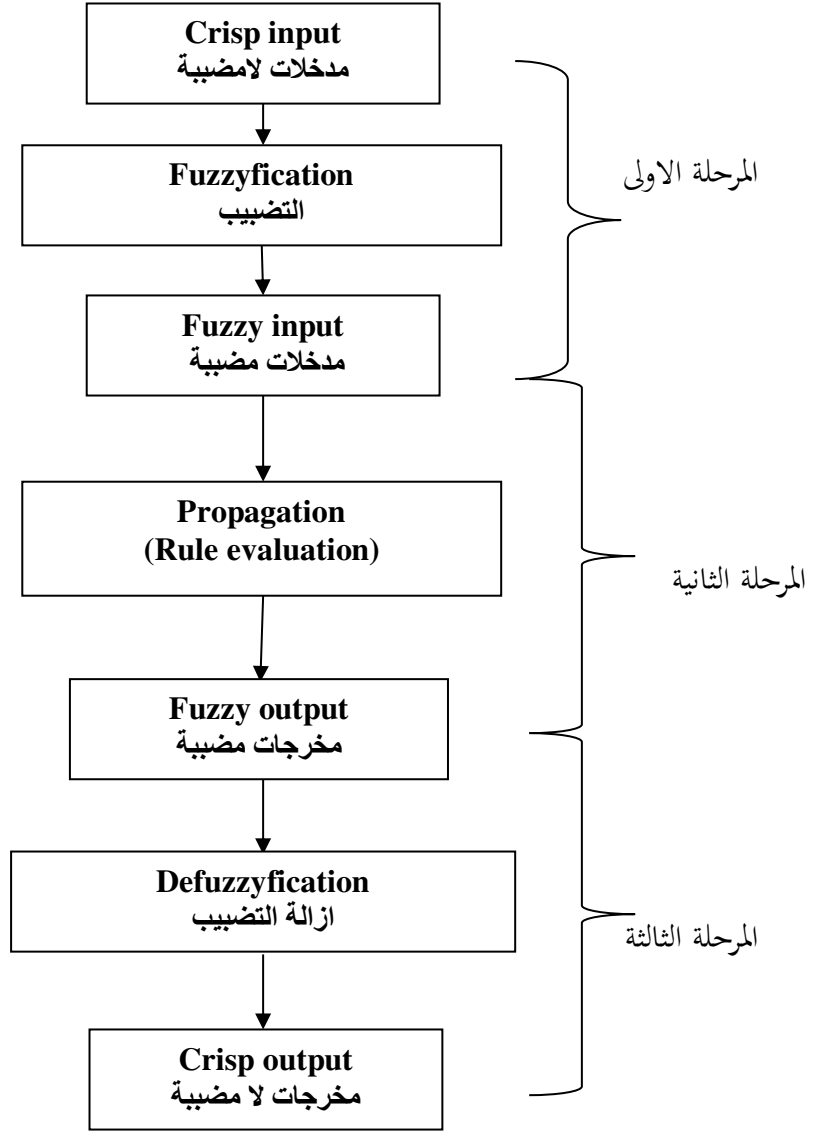 Crisp input
مدخلات لامضببة
Fuzzyfication
التضبيب
المرحلة الاولى
Fuzzy input
مدخلات مضببة
Propagation
(Rule evaluation)
المرحلة الثانية
Fuzzy output
مخرجات مضببة
Defuzzyfication
ازالة التضبيب
المرحلة الثالثة
Crisp output
مخرجات لا مضببة